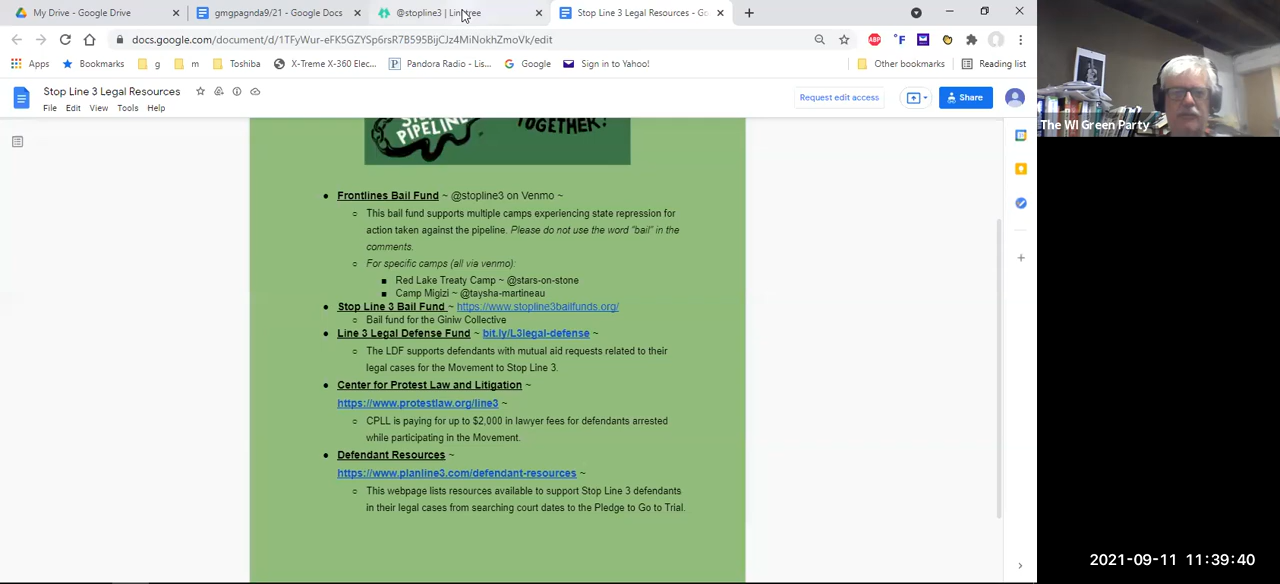 My Drive - Google Drive
gmgpagnda9/21 - Google Docs
@stopline3 | Linktree
Stop Line 3 Legal Resources - Go
docs.google.com/document/d/1TFyWur-eFK5GZYSp6rsR7B595BijCJz4MiNokhZmoVk/edit
ABP
F
Apps
Bookmarks
g
m
Toshiba
X-Treme X-360 Elec...
Pandora Radio - Lis...
Google
Sign in to Yahoo!
Other bookmarks
Reading list
Stop Line 3 Legal Resources
File Edit View Tools Help
Request edit access
Share
PIPELINE
TOGETHER!
• Frontlines Bail Fund ~ @stopline3 on Venmo ~
○ This bail fund supports multiple camps experiencing state repression for
action taken against the pipeline. Please do not use the word "bail" in the
comments.
○ For specific camps (all via venmo):
■ Red Lake Treaty Camp ~ @stars-on-stone
■ Camp Migizi ~ @taysha-martineau
• Stop Line 3 Bail Fund ~ https://www.stopline3bailfunds.org/
○ Bail fund for the Giniw Collective
• Line 3 Legal Defense Fund ~ bit.ly/L3legal-defense ~
○ The LDF supports defendants with mutual aid requests related to their
legal cases for the Movement to Stop Line 3.
• Center for Protest Law and Litigation ~
https://www.protestlaw.org/line3 ~
○ CPLL is paying for up to $2,000 in lawyer fees for defendants arrested
while participating in the Movement.
• Defendant Resources ~
https://www.planline3.com/defendant-resources ~
○ This webpage lists resources available to support Stop Line 3 defendants
in their legal cases from searching court dates to the Pledge to Go to Trial.
The WI Green Party
2021-09-11 11:39:40